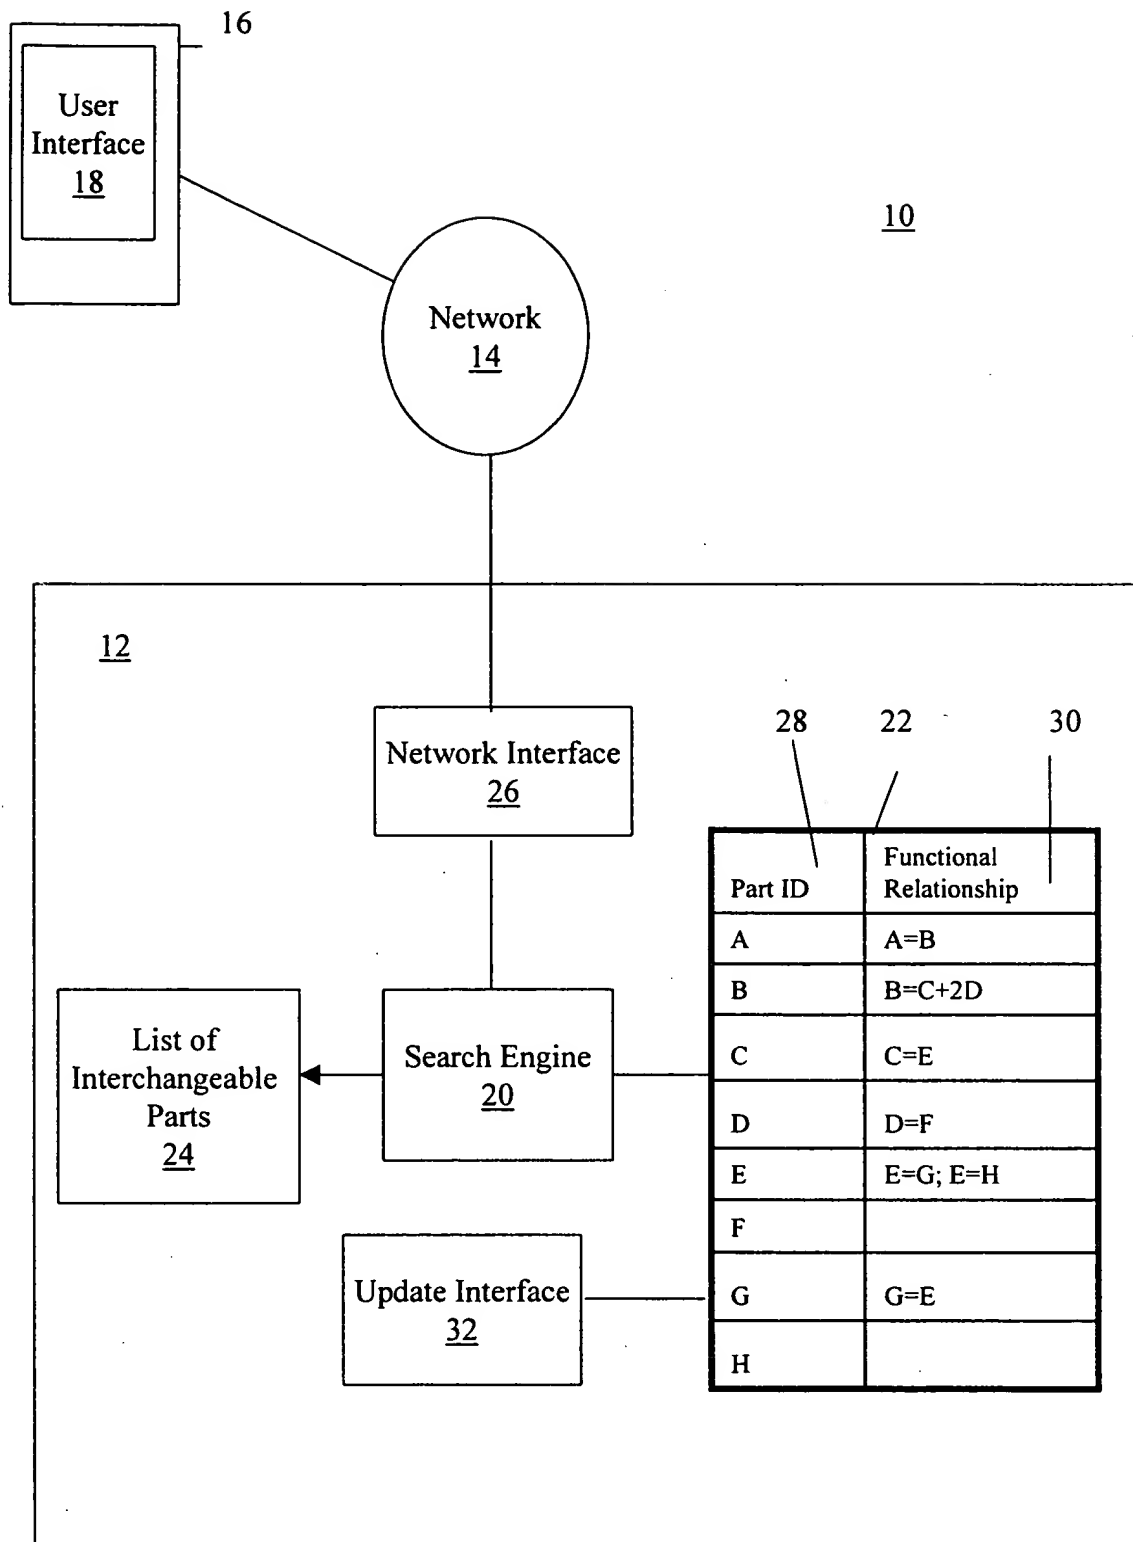 16
User
Interface
18
10
Network
14
12
Network Interface
26
28 22 30
Part ID Functional
Relationship
A A=B
B B=C+2D
C C=E
D D=F
E E=G; E=H
F
G G=E
H
List of
Interchangeable
Parts
24
Search Engine
20
Update Interface
32